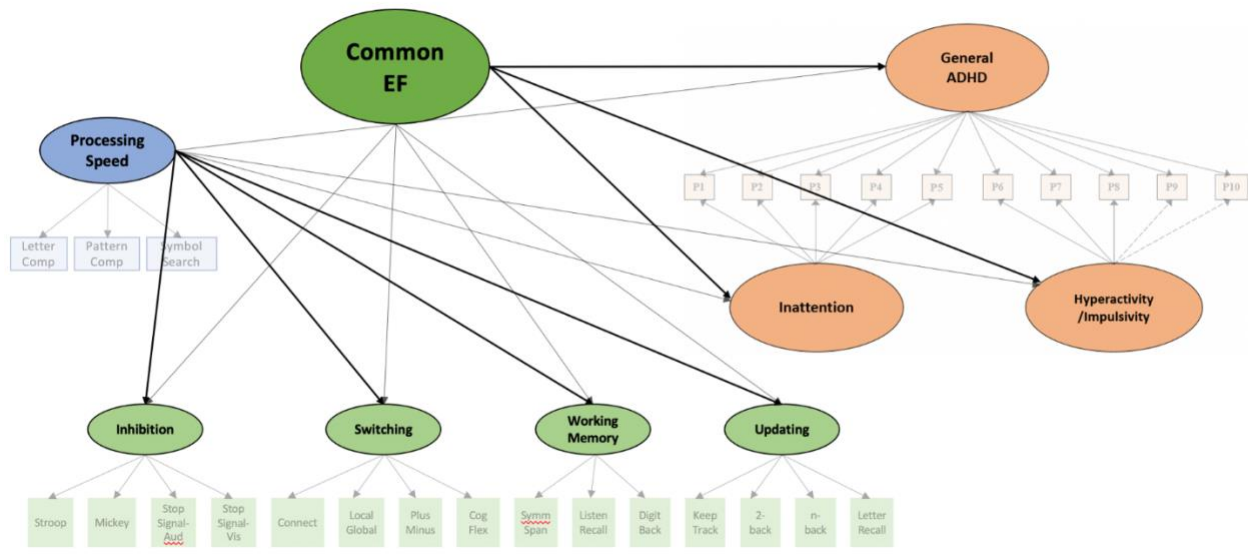 Common
EF
General
ADHD
Processing
Speed
P1 P2 P3 P4 P5 P6 P7 P8 P9 P10
Letter
Comp
Pattern
Comp
Symbol
Search
Inattention
Hyperactivity
/Impulsivity
Inhibition
Switching
Working
Memory
Updating
Stroop
Mickey
Stop
Signal-
Aud
Stop
Signal-
Vis
Connect
Local
Global
Plus
Minus
Cog
Flex
Symm
Span
Listen
Recall
Digit
Back
Keep
Track
2-
back
n-
back
Letter
Recall